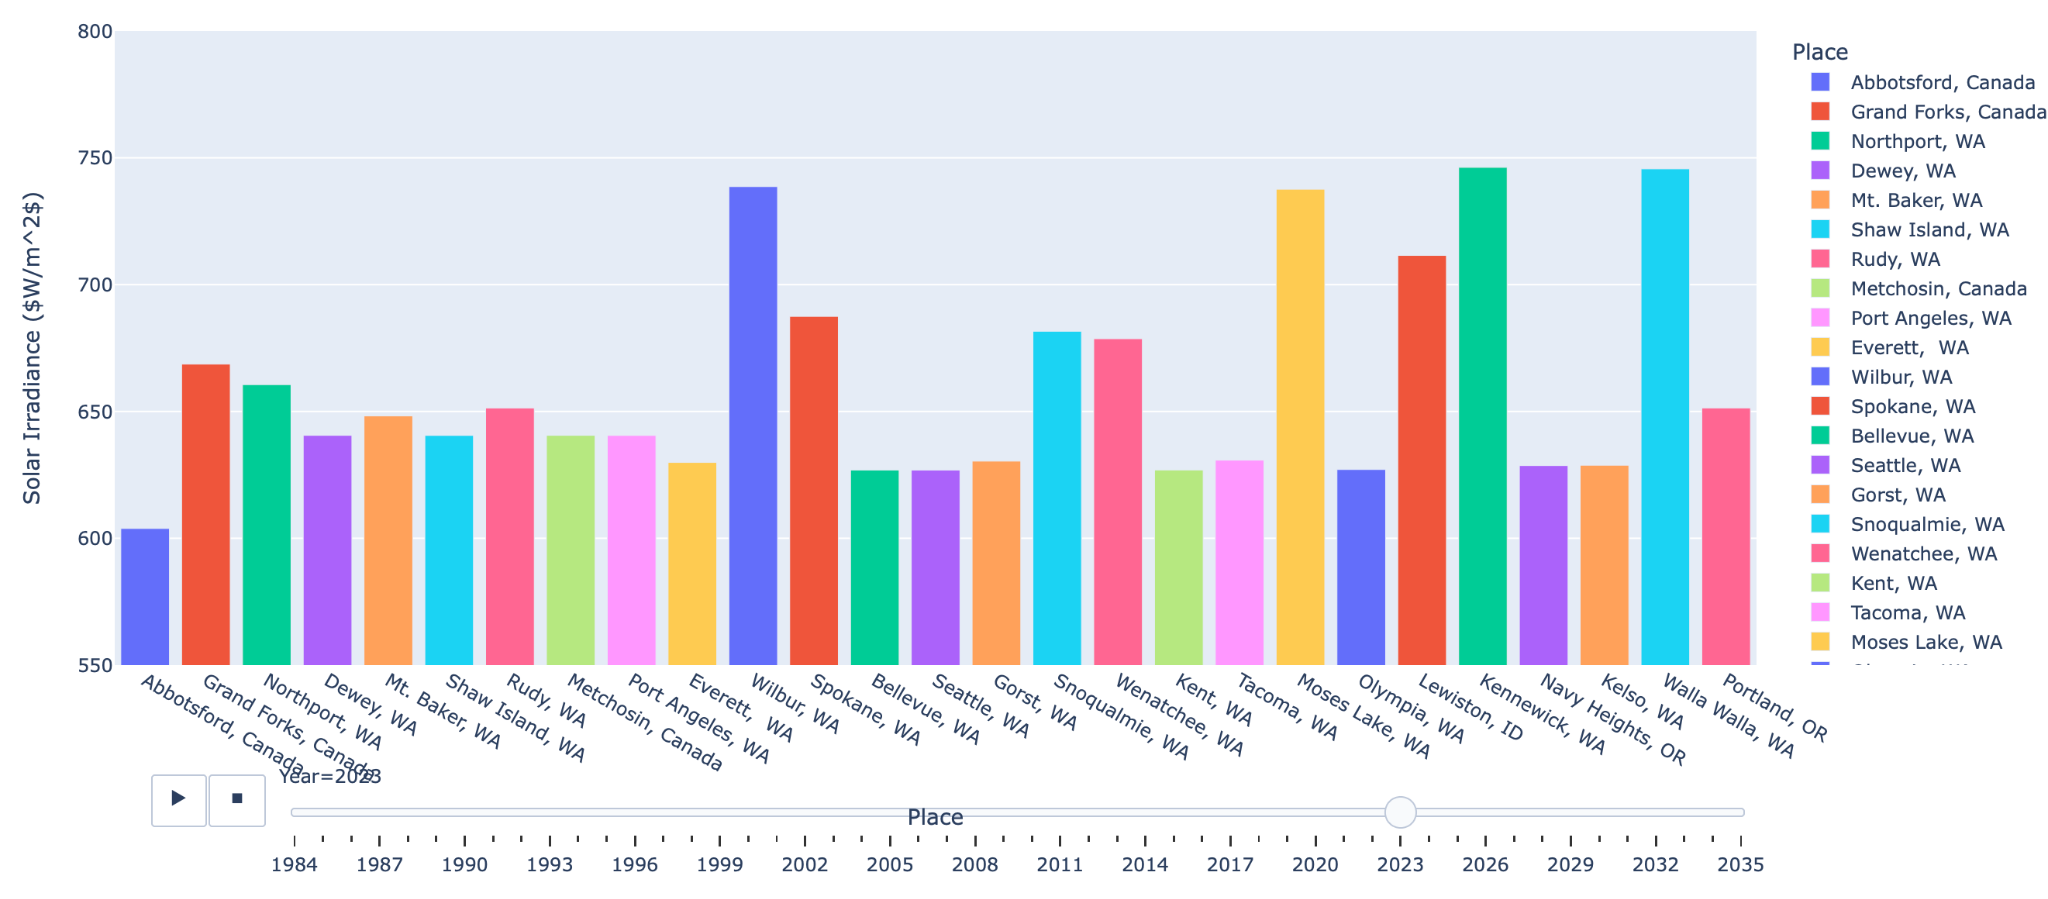 800
750
700
650
600
550
Solar Irradiance ($W/m^2$)
Abbotsford, Canada
Grand Forks, Canada
Northport, WA
Dewey, WA
Mt. Baker, WA
Shaw Island, WA
Rudy, WA
Metchosin, Canada
Port Angeles, WA
Everett,  WA
Wilbur, WA
Spokane, WA
Bellevue, WA
Seattle, WA
Gorst, WA
Snoqualmie, WA
Wenatchee, WA
Kent, WA
Tacoma, WA
Moses Lake, WA
Olympia, WA
Lewiston, ID
Kennewick, WA
Navy Heights, OR
Kelso, WA
Walla Walla, WA
Portland, OR
Place
Year=2023
1984 1987 1990 1993 1996 1999 2002 2005 2008 2011 2014 2017 2020 2023 2026 2029 2032 2035
Place
Abbotsford, Canada
Grand Forks, Canada
Northport, WA
Dewey, WA
Mt. Baker, WA
Shaw Island, WA
Rudy, WA
Metchosin, Canada
Port Angeles, WA
Everett,  WA
Wilbur, WA
Spokane, WA
Bellevue, WA
Seattle, WA
Gorst, WA
Snoqualmie, WA
Wenatchee, WA
Kent, WA
Tacoma, WA
Moses Lake, WA